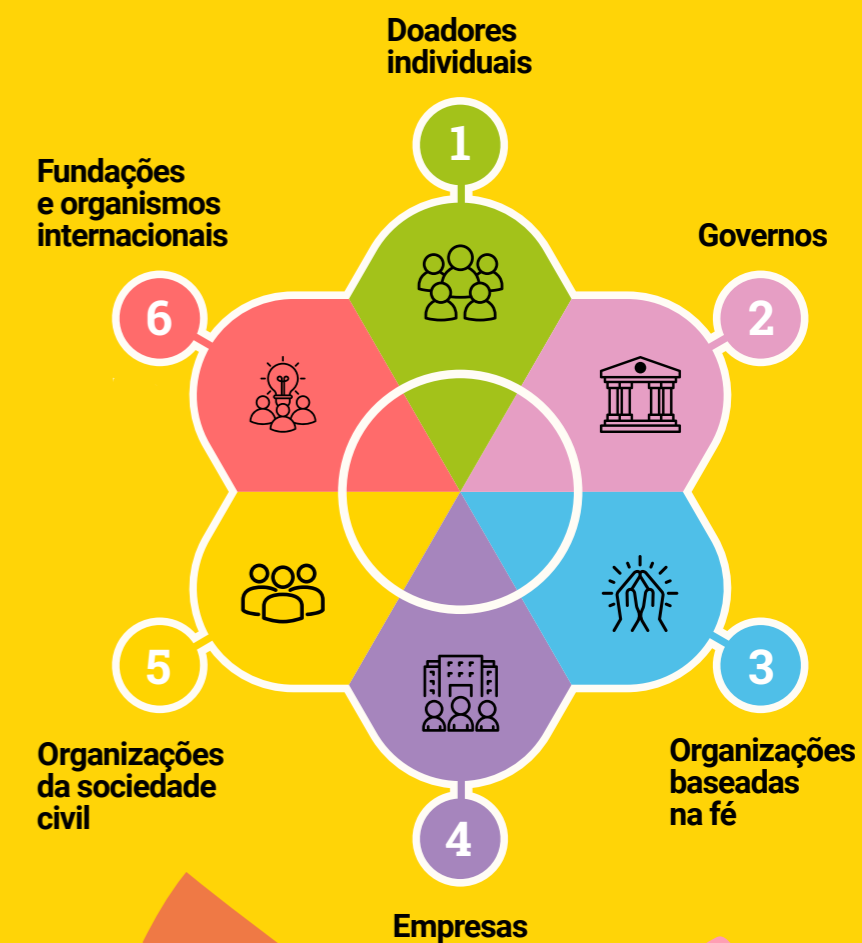 Doadores
individuais
1
Governos
2
Organizações
baseadas
na fé
3
Empresas
4
Organizações
da sociedade
civil
5
Fundações
e organismos
internacionais
6